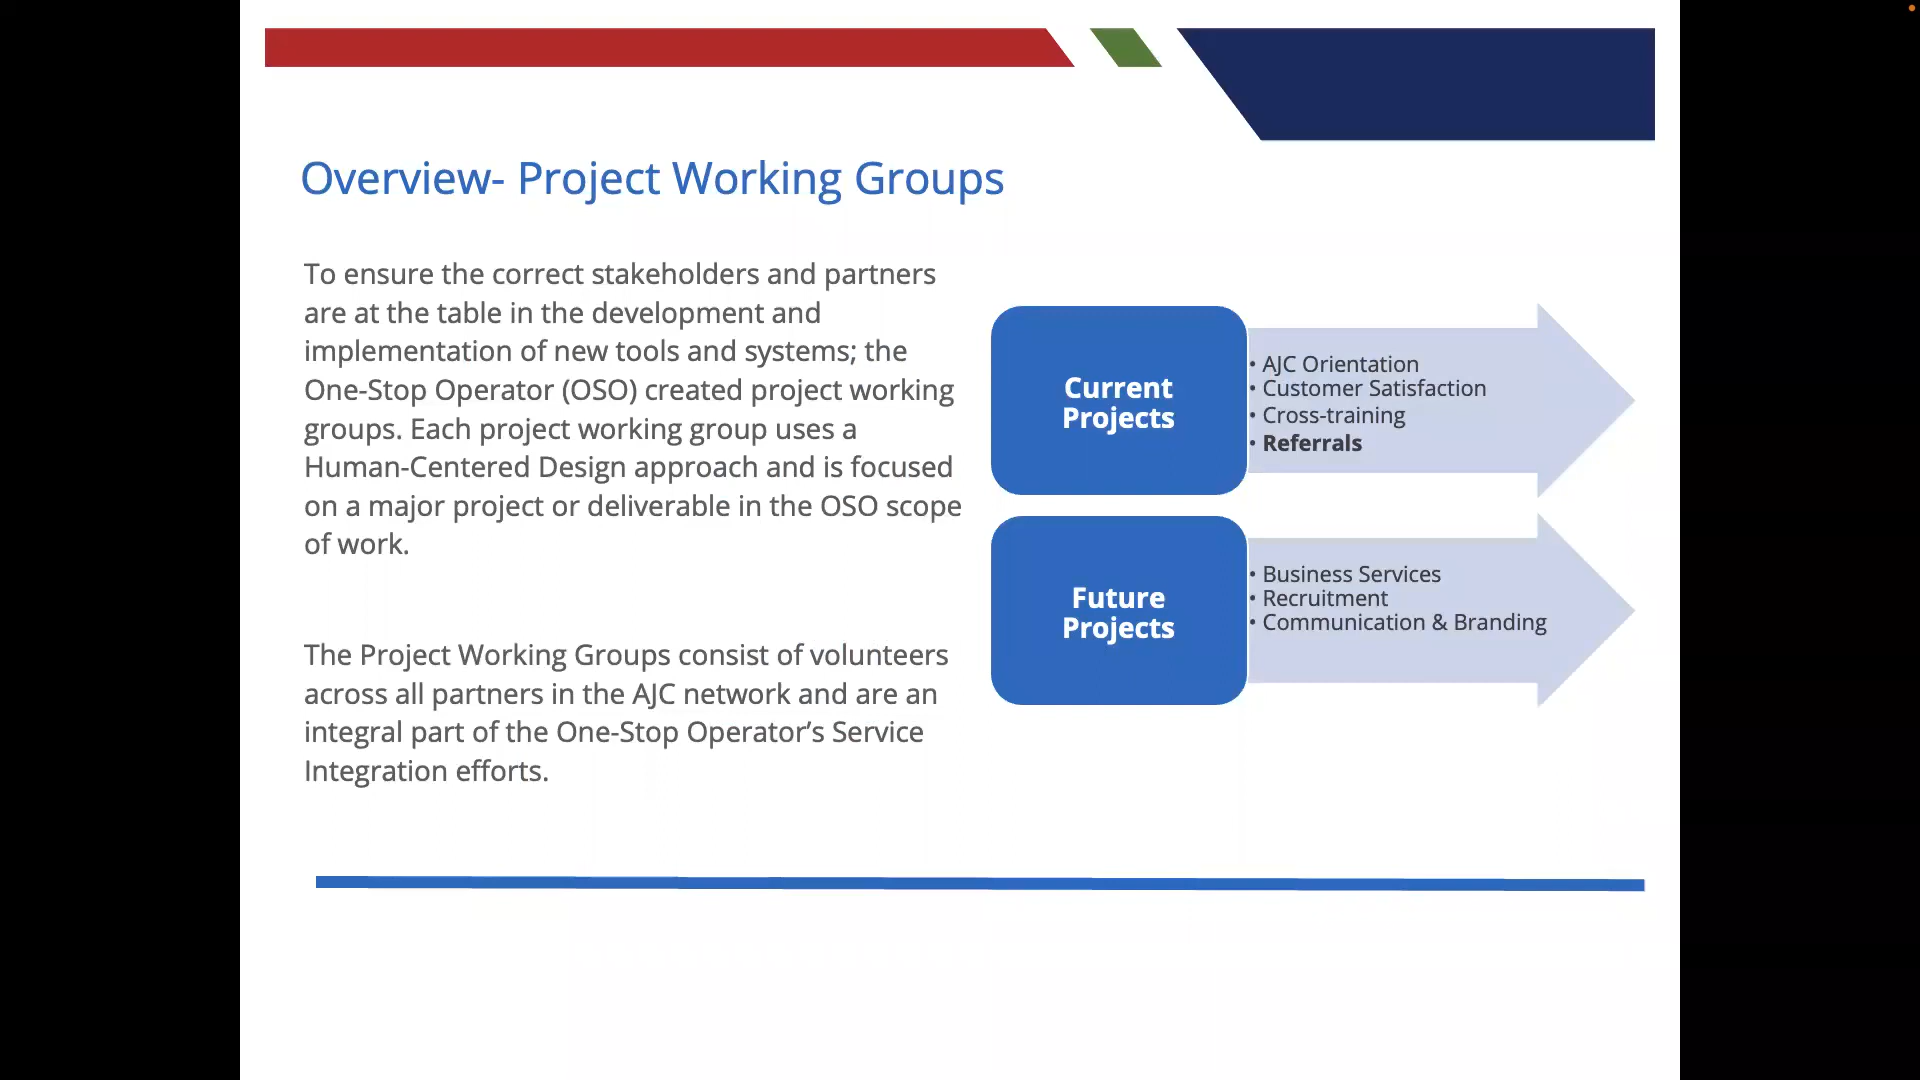 Overview- Project Working Groups
To ensure the correct stakeholders and partners
are at the table in the development and
implementation of new tools and systems; the
One-Stop Operator (OSO) created project working
groups. Each project working group uses a
Human-Centered Design approach and is focused
on a major project or deliverable in the OSO scope
of work.
The Project Working Groups consist of volunteers
across all partners in the AJC network and are an
integral part of the One-Stop Operator’s Service
Integration efforts.
Current
Projects
• AJC Orientation
• Customer Satisfaction
• Cross-training
• Referrals
Future
Projects
• Business Services
• Recruitment
• Communication & Branding